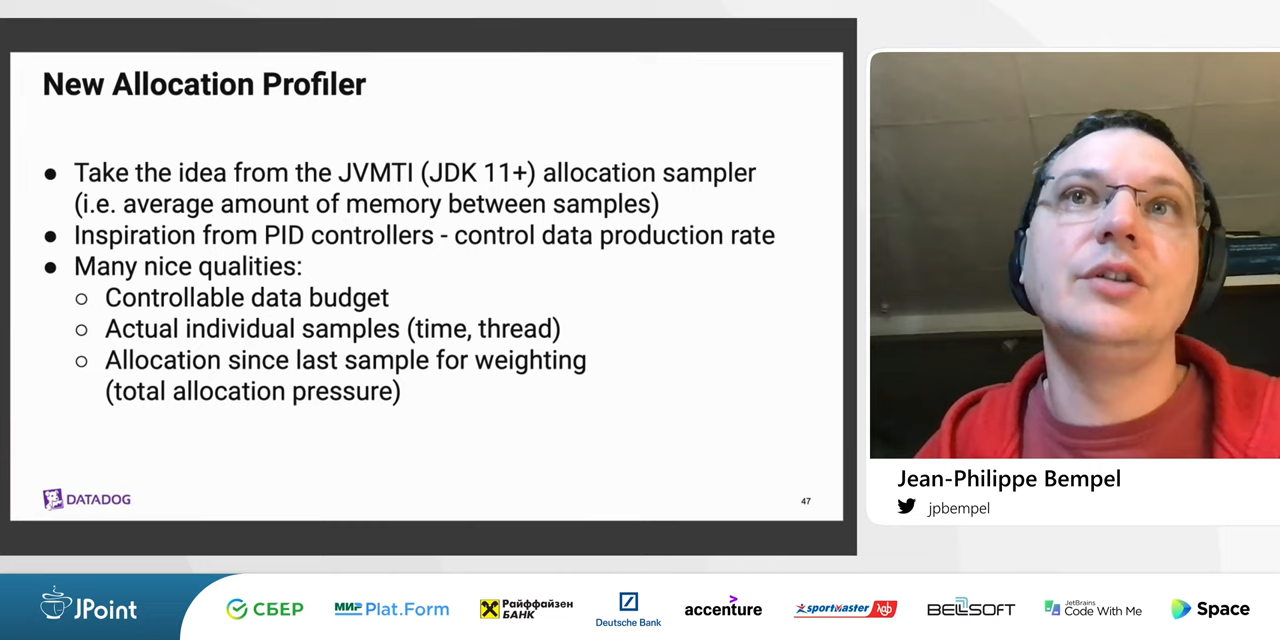 New Allocation Profiler
● Take the idea from the JVMTI (JDK 11+) allocation sampler
(i.e. average amount of memory between samples)
● Inspiration from PID controllers - control data production rate
● Many nice qualities:
○ Controllable data budget
○ Actual individual samples (time, thread)
○ Allocation since last sample for weighting
(total allocation pressure)
DATADOG
47
Jean-Philippe Bempel
jpbempel
JPoint
СБЕР
МИР Plat.Form
Райффайзен
БАНК
Deutsche Bank
accenture
sportmaster lab
BELLSOFT
JetBrains
Code With Me
Space